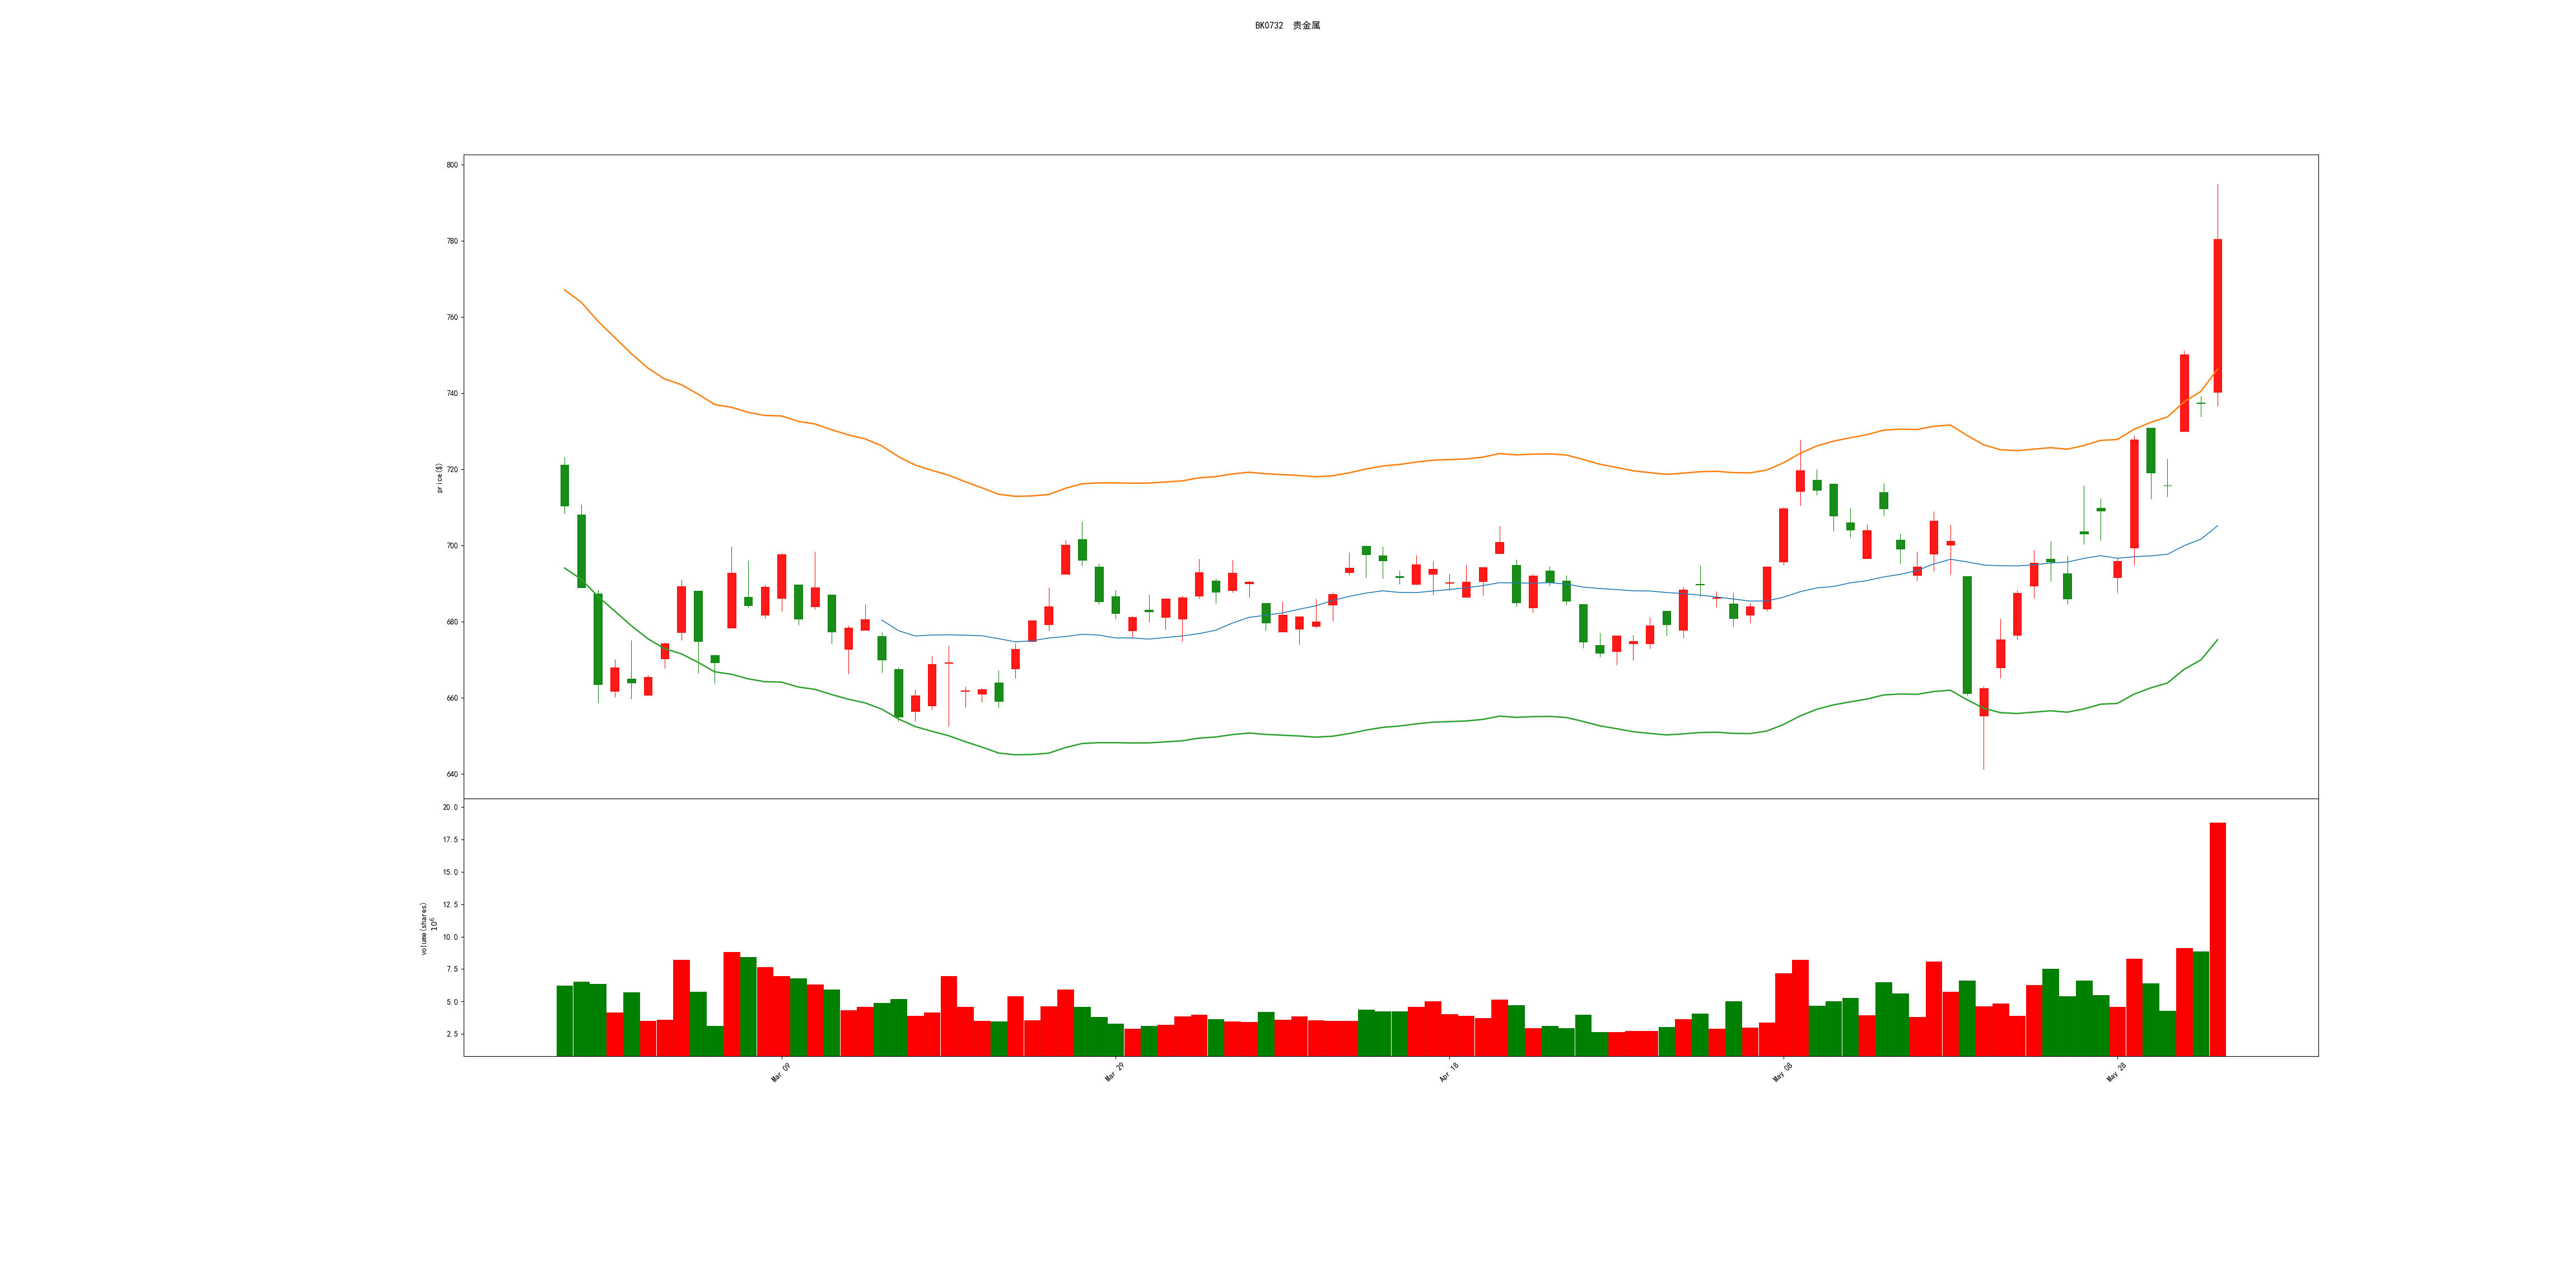 BK0732 贵金属
800
780
760
740
720
700
680
660
640
price($)
20.0
17.5
15.0
12.5
10.0
7.5
5.0
2.5
volume(shares)
10^6
Mar 09
Mar 29
Apr 18
May 08
May 28